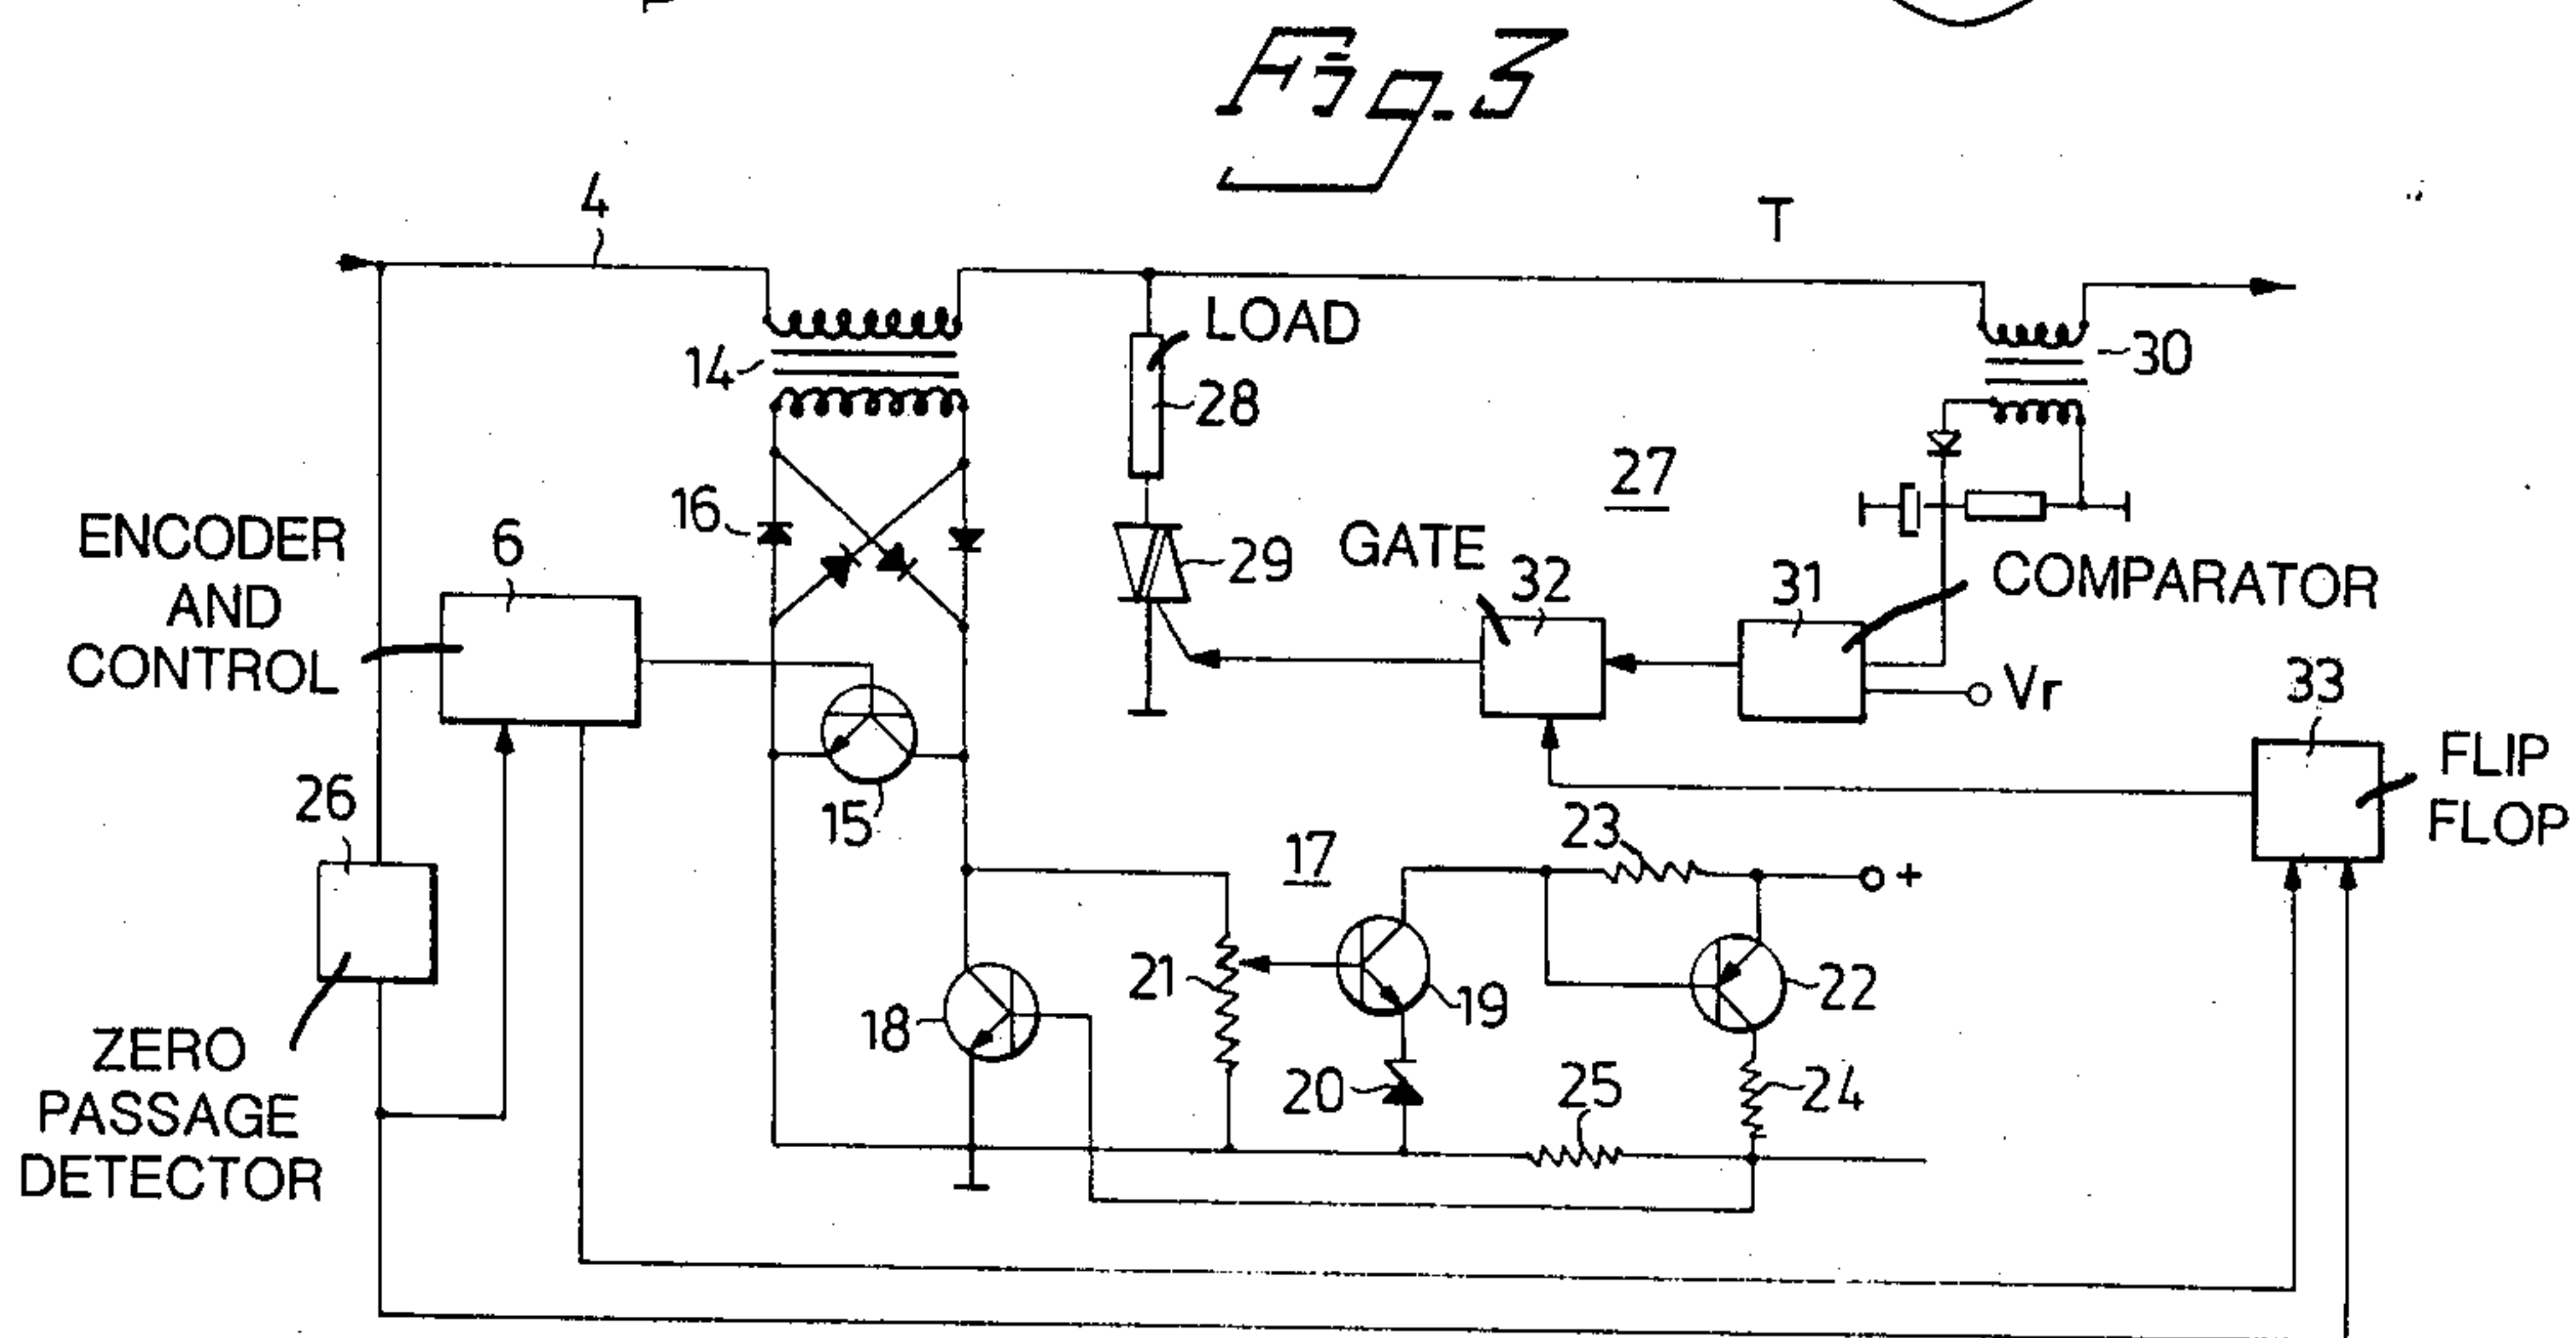 Fig. 3
4
T
LOAD
14
30
28
27
16
ENCODER
AND
CONTROL
6
GATE
29
32
31
COMPARATOR
Vr
33
FLIP
FLOP
26
15
17
23
+
21
19
22
18
20
25
24
ZERO
PASSAGE
DETECTOR